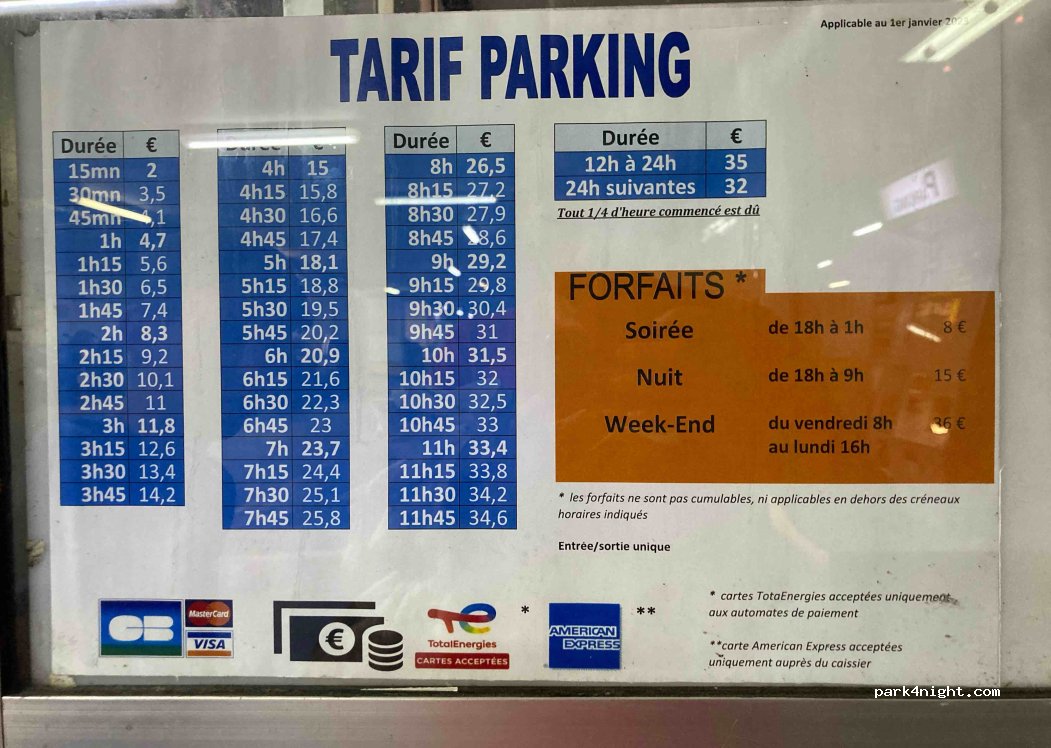 Applicable au 1er janvier
TARIF PARKING
Durée €
15mn 2
30mn 3,5
45mn 4,1
1h 4,7
1h15 5,6
1h30 6,5
1h45 7,4
2h 8,3
2h15 9,2
2h30 10,1
2h45 11
3h 11,8
3h15 12,6
3h30 13,4
3h45 14,2
Durée €
4h 15
4h15 15,8
4h30 16,6
4h45 17,4
5h 18,1
5h15 18,8
5h30 19,5
5h45 20,2
6h 20,9
6h15 21,6
6h30 22,3
6h45 23
7h 23,7
7h15 24,4
7h30 25,1
7h45 25,8
Durée €
8h 26,5
8h15 27,2
8h30 27,9
8h45 28,6
9h 29,2
9h15 29,8
9h30 30,4
9h45 31
10h 31,5
10h15 32
10h30 32,5
10h45 33
11h 33,4
11h15 33,8
11h30 34,2
11h45 34,6
Durée €
12h à 24h 35
24h suivantes 32
Tout 1/4 d'heure commencé est dû
FORFAITS *
Soirée de 18h à 1h 8 €
Nuit de 18h à 9h 15 €
Week-End du vendredi 8h €
au lundi 16h
* les forfaits ne sont pas cumulables, ni applicables en dehors des créneaux
horaires indiqués
Entrée/sortie unique
CB
MasterCard
VISA
€
TotalEnergies
CARTES ACCEPTÉES
*
AMERICAN
EXPRESS
**
* cartes TotaEnergies acceptées uniquement
aux automates de paiement
**carte American Express acceptées
uniquement auprès du caissier
park4night.com